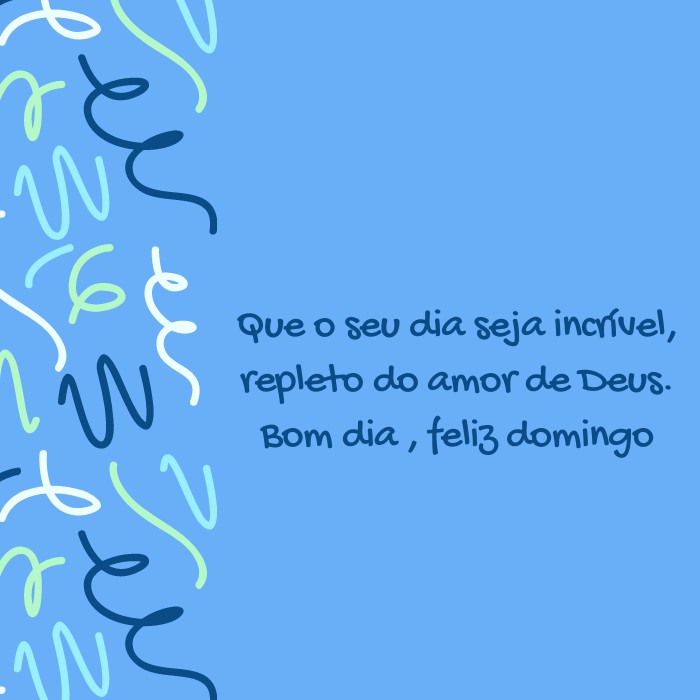 Que o seu dia seja incrível,
repleto do amor de Deus.
Bom dia , feliz domingo